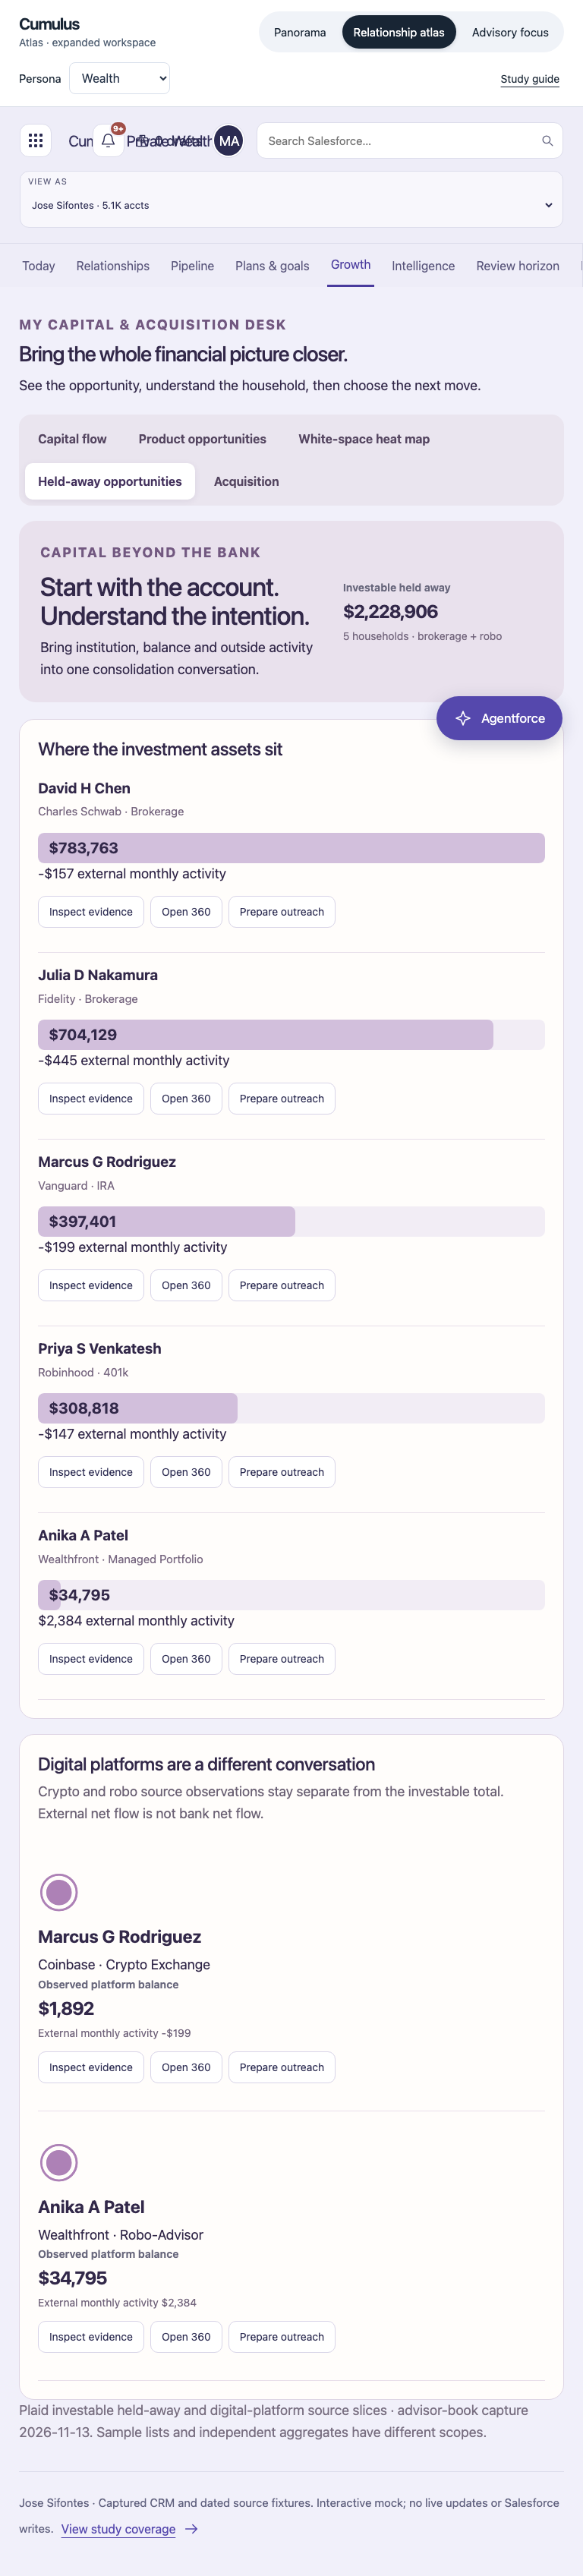 Cumulus
Atlas · expanded workspace
Panorama
Relationship atlas
Advisory focus
Persona
Wealth
Study guide
9+
Private Wealth
MA
Search Salesforce...
VIEW AS
Jose Sifontes · 5.1K accts
Today
Relationships
Pipeline
Plans & goals
Growth
Intelligence
Review horizon
MY CAPITAL & ACQUISITION DESK
Bring the whole financial picture closer.
See the opportunity, understand the household, then choose the next move.
Capital flow
Product opportunities
White-space heat map
Held-away opportunities
Acquisition
CAPITAL BEYOND THE BANK
Start with the account.
Understand the intention.
Bring institution, balance and outside activity
into one consolidation conversation.
Investable held away
$2,228,906
5 households · brokerage + robo
Agentforce
Where the investment assets sit
David H Chen
Charles Schwab · Brokerage
$783,763
-$157 external monthly activity
Inspect evidence
Open 360
Prepare outreach
Julia D Nakamura
Fidelity · Brokerage
$704,129
-$445 external monthly activity
Inspect evidence
Open 360
Prepare outreach
Marcus G Rodriguez
Vanguard · IRA
$397,401
-$199 external monthly activity
Inspect evidence
Open 360
Prepare outreach
Priya S Venkatesh
Robinhood · 401k
$308,818
-$147 external monthly activity
Inspect evidence
Open 360
Prepare outreach
Anika A Patel
Wealthfront · Managed Portfolio
$34,795
$2,384 external monthly activity
Inspect evidence
Open 360
Prepare outreach
Digital platforms are a different conversation
Crypto and robo source observations stay separate from the investable total.
External net flow is not bank net flow.
Marcus G Rodriguez
Coinbase · Crypto Exchange
Observed platform balance
$1,892
External monthly activity -$199
Inspect evidence
Open 360
Prepare outreach
Anika A Patel
Wealthfront · Robo-Advisor
Observed platform balance
$34,795
External monthly activity $2,384
Inspect evidence
Open 360
Prepare outreach
Plaid investable held-away and digital-platform source slices · advisor-book capture
2026-11-13. Sample lists and independent aggregates have different scopes.
Jose Sifontes · Captured CRM and dated source fixtures. Interactive mock; no live updates or Salesforce
writes. View study coverage →